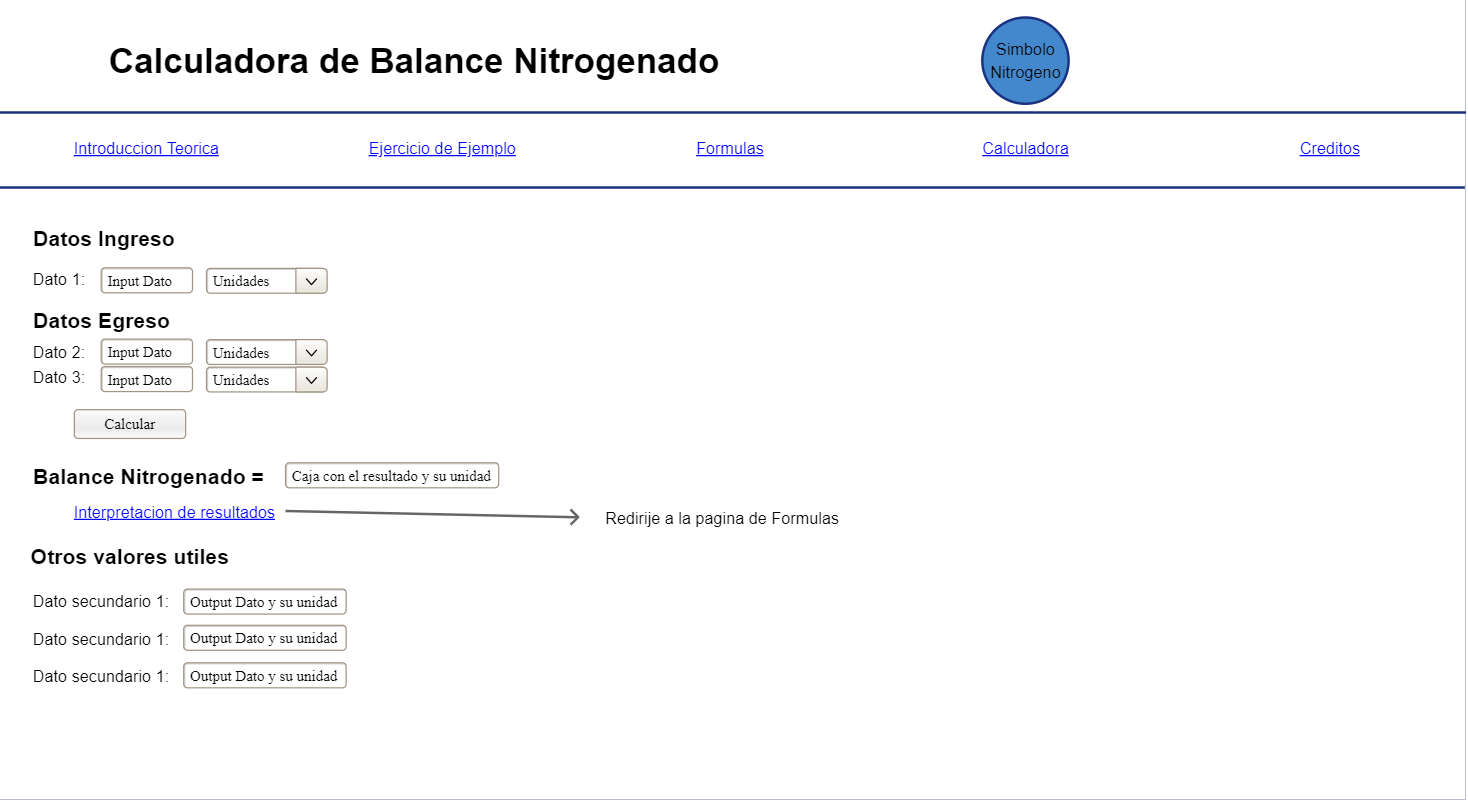 Calculadora de Balance Nitrogenado
Simbolo
Nitrogeno
Introduccion Teorica
Ejercicio de Ejemplo
Formulas
Calculadora
Creditos
Datos Ingreso
Dato 1: Input Dato Unidades
Datos Egreso
Dato 2: Input Dato Unidades
Dato 3: Input Dato Unidades
Calcular
Balance Nitrogenado = Caja con el resultado y su unidad
Interpretacion de resultados
Redirije a la pagina de Formulas
Otros valores utiles
Dato secundario 1: Output Dato y su unidad
Dato secundario 1: Output Dato y su unidad
Dato secundario 1: Output Dato y su unidad